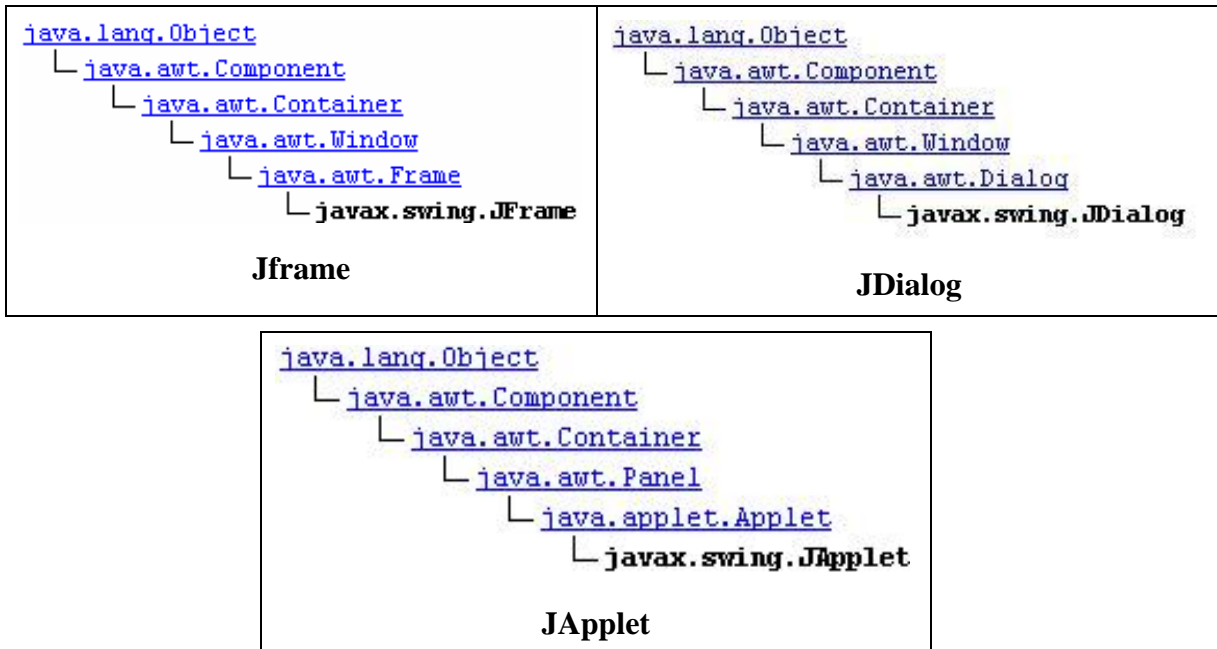 java.lang.Object
java.awt.Component
java.awt.Container
java.awt.Window
java.awt.Frame
javax.swing.JFrame
Jframe
java.lang.Object
java.awt.Component
java.awt.Container
java.awt.Window
java.awt.Dialog
javax.swing.JDialog
JDialog
java.lang.Object
java.awt.Component
java.awt.Container
java.awt.Panel
java.applet.Applet
javax.swing.JApplet
JApplet